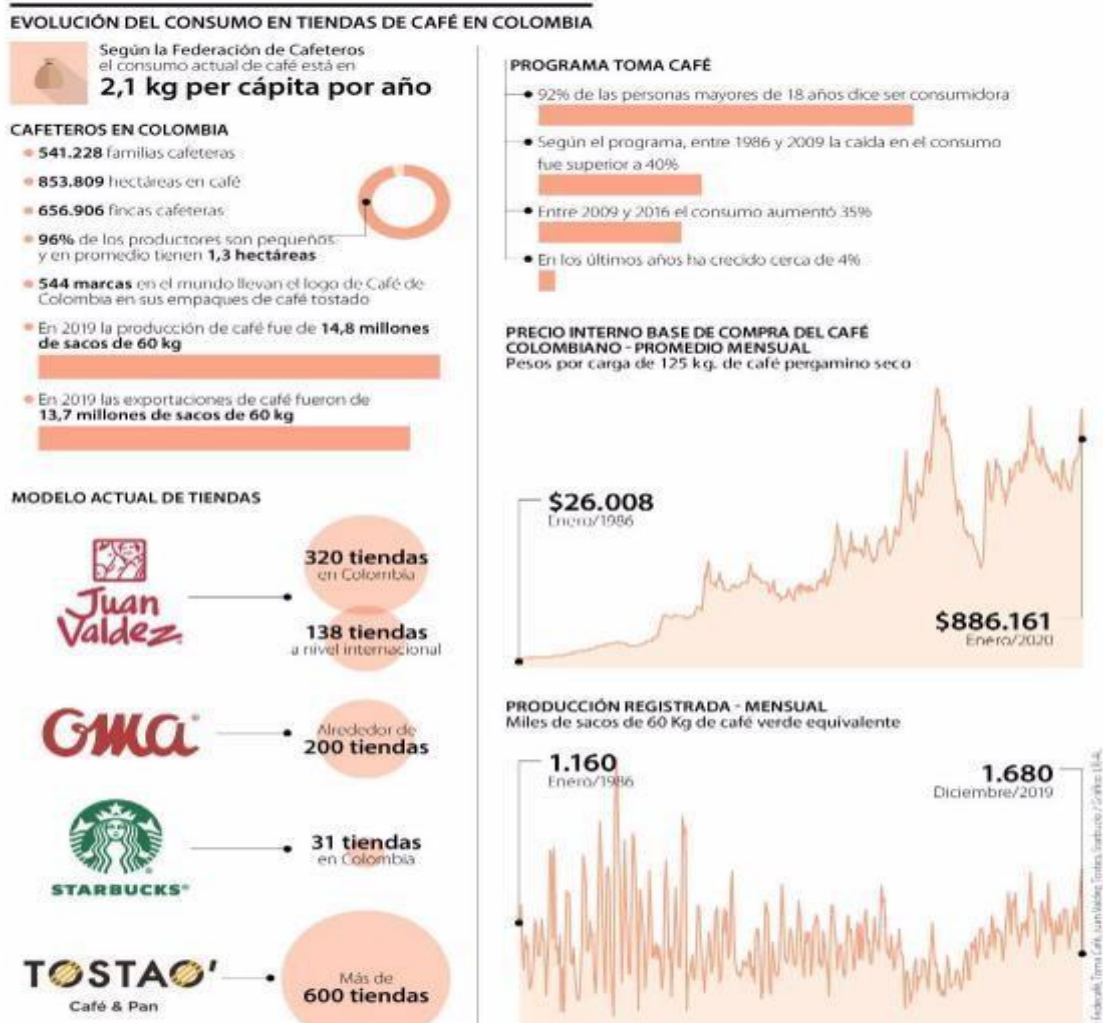 EVOLUCIÓN DEL CONSUMO EN TIENDAS DE CAFÉ EN COLOMBIA
Según la Federación de Cafeteros
el consumo actual de café está en
2,1 kg per cápita por año
CAFETEROS EN COLOMBIA
541.228 familias cafeteras
853.809 hectáreas en café
656.906 fincas cafeteras
96% de los productores son pequeños
y en promedio tienen 1,3 hectáreas
544 marcas en el mundo llevan el logo de Café de
Colombia en sus empaques de café tostado
En 2019 la producción de café fue de 14,8 millones
de sacos de 60 kg
En 2019 las exportaciones de café fueron de
13,7 millones de sacos de 60 kg
MODELO ACTUAL DE TIENDAS
Juan
Valdez
320 tiendas
en Colombia
138 tiendas
a nivel internacional
oma
Alrededor de
200 tiendas
STARBUCKS
31 tiendas
en Colombia
TOSTAO'
Café & Pan
Más de
600 tiendas
PROGRAMA TOMA CAFÉ
92% de las personas mayores de 18 años dice ser consumidora
Según el programa, entre 1986 y 2009 la caída en el consumo
fue superior a 40%
Entre 2009 y 2016 el consumo aumentó 35%
En los últimos años ha crecido cerca de 4%
PRECIO INTERNO BASE DE COMPRA DEL CAFÉ
COLOMBIANO - PROMEDIO MENSUAL
Pesos por carga de 125 kg. de café pergamino seco
$26.008
Enero/1986
$886.161
Enero/2020
PRODUCCIÓN REGISTRADA - MENSUAL
Miles de sacos de 60 Kg de café verde equivalente
1.160
Enero/1986
1.680
Diciembre/2019